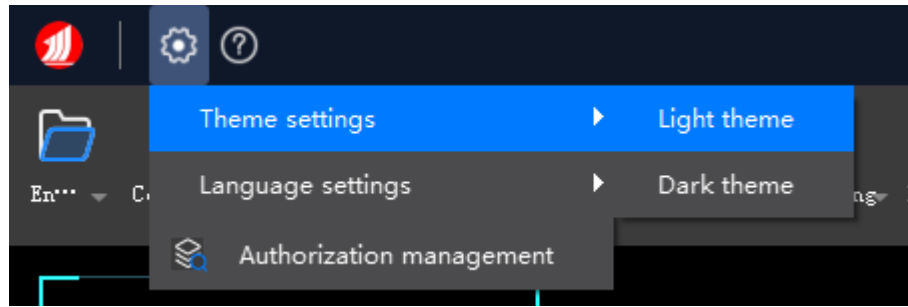 Theme settings
Light theme
Language settings
Dark theme
En...
Authorization management